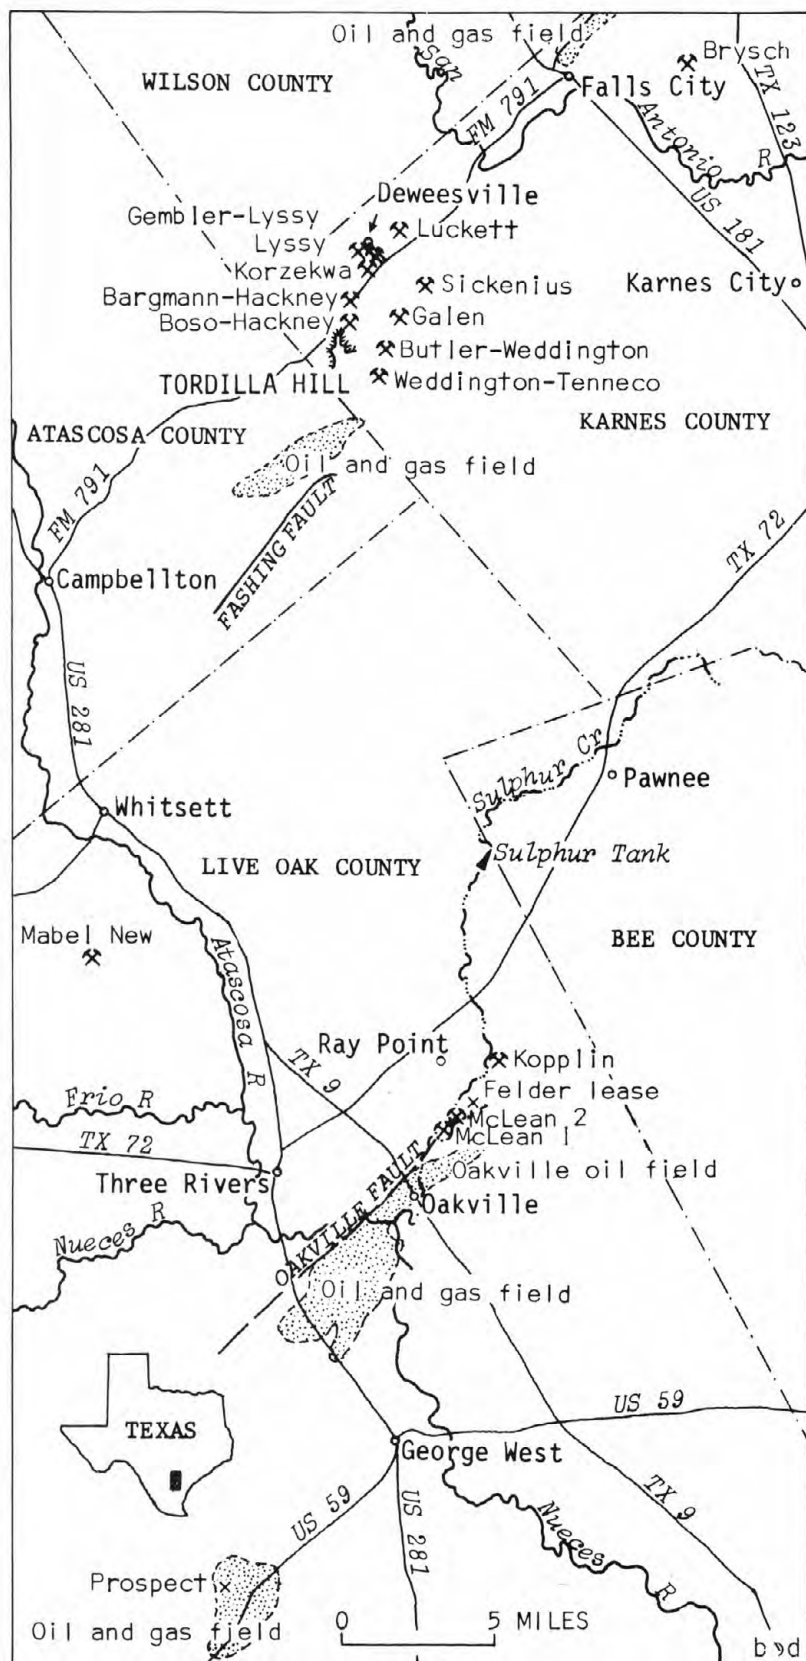 Oil and gas field
San
Brysch
WILSON COUNTY
FM 791
Falls City
TX 123
Antonio
R
Deweesville
US 181
Gembler-Lyssy
Luckett
Lyssy
Korzekwa
Sickenius
Karnes City
Bargmann-Hackney
Boso-Hackney
Galen
Butler-Weddington
TORDILLA HILL
Weddington-Tenneco
ATASCOSA COUNTY
KARNES COUNTY
Oil and gas field
FM 791
FASHING FAULT
TX 72
Campbellton
US 281
Sulphur Cr
Pawnee
Whitsett
Sulphur Tank
LIVE OAK COUNTY
Mabel New
BEE COUNTY
Atascosa R
Ray Point
Kopplin
TX 9
Felder lease
Frio R
McLean 2
McLean 1
TX 72
Oakville oil field
Three Rivers
OAKVILLE FAULT
Oakville
Nueces R
Oil and gas field
TEXAS
US 59
George West
US 59
US 281
TX 9
Nueces
R
Prospect
Oil and gas field
0 5 MILES